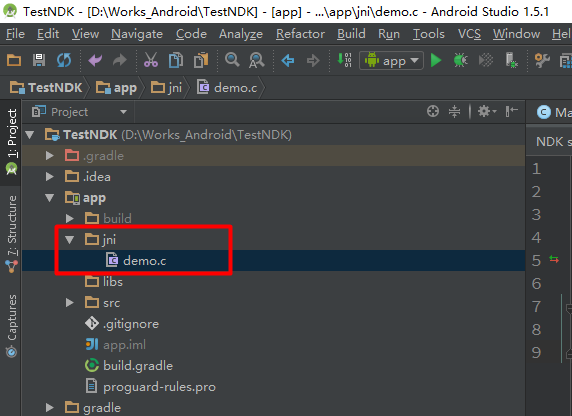 TestNDK - [D:\Works_Android\TestNDK] - [app] - ...\app\jni\demo.c - Android Studio 1.5.1
File Edit View Navigate Code Analyze Refactor Build Run Tools VCS Window
app
TestNDK app jni demo.c
1: Project
7: Structure
Captures
Project
TestNDK (D:\Works_Android\TestNDK)
.gradle
.idea
app
build
jni
demo.c
libs
src
.gitignore
app.iml
build.gradle
proguard-rules.pro
gradle
Ma
NDK s
1
2
3
4
5
6
7
8
9